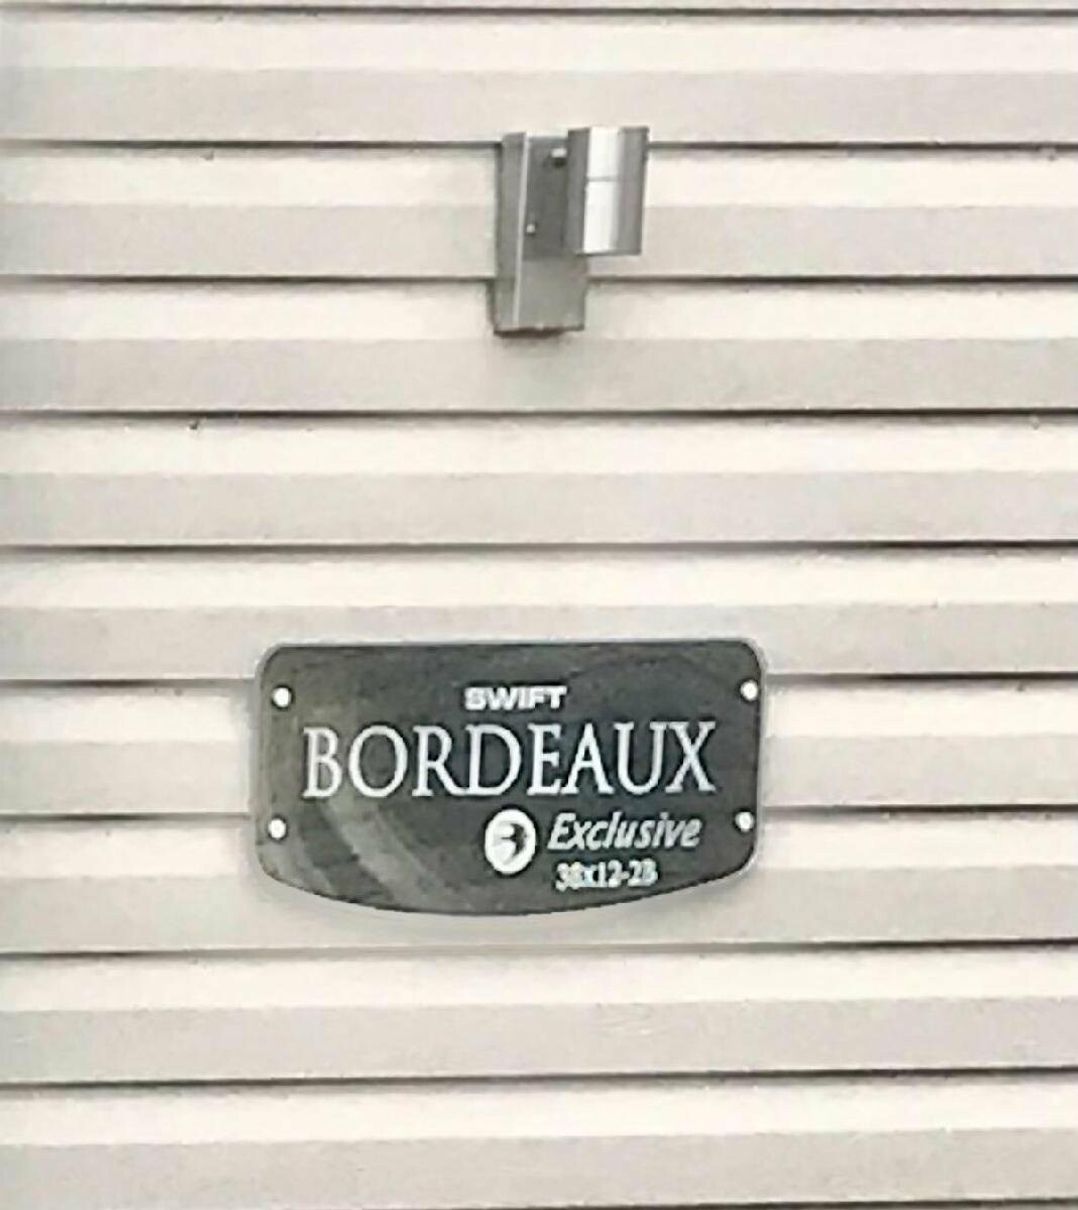 SWIFT
BORDEAUX
Exclusive
38x12-2B